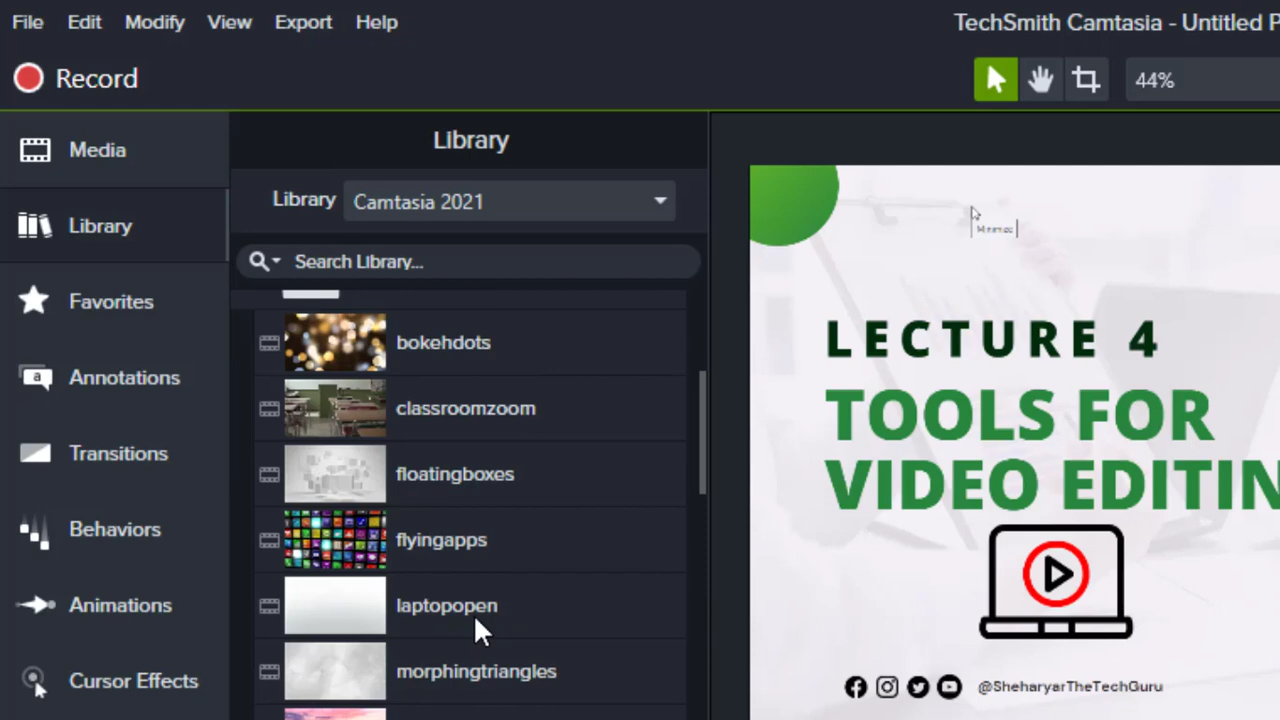 File Edit Modify View Export Help
TechSmith Camtasia - Untitled P
Record
44%
Media
Library
Favorites
a
Annotations
Transitions
Behaviors
Animations
Cursor Effects
Library
Library Camtasia 2021
Search Library...
bokehdots
classroomzoom
floatingboxes
flyingapps
laptopopen
morphingtriangles
Minimize
LECTURE 4
TOOLS FOR
VIDEO EDITIN
@SheharyarTheTechGuru